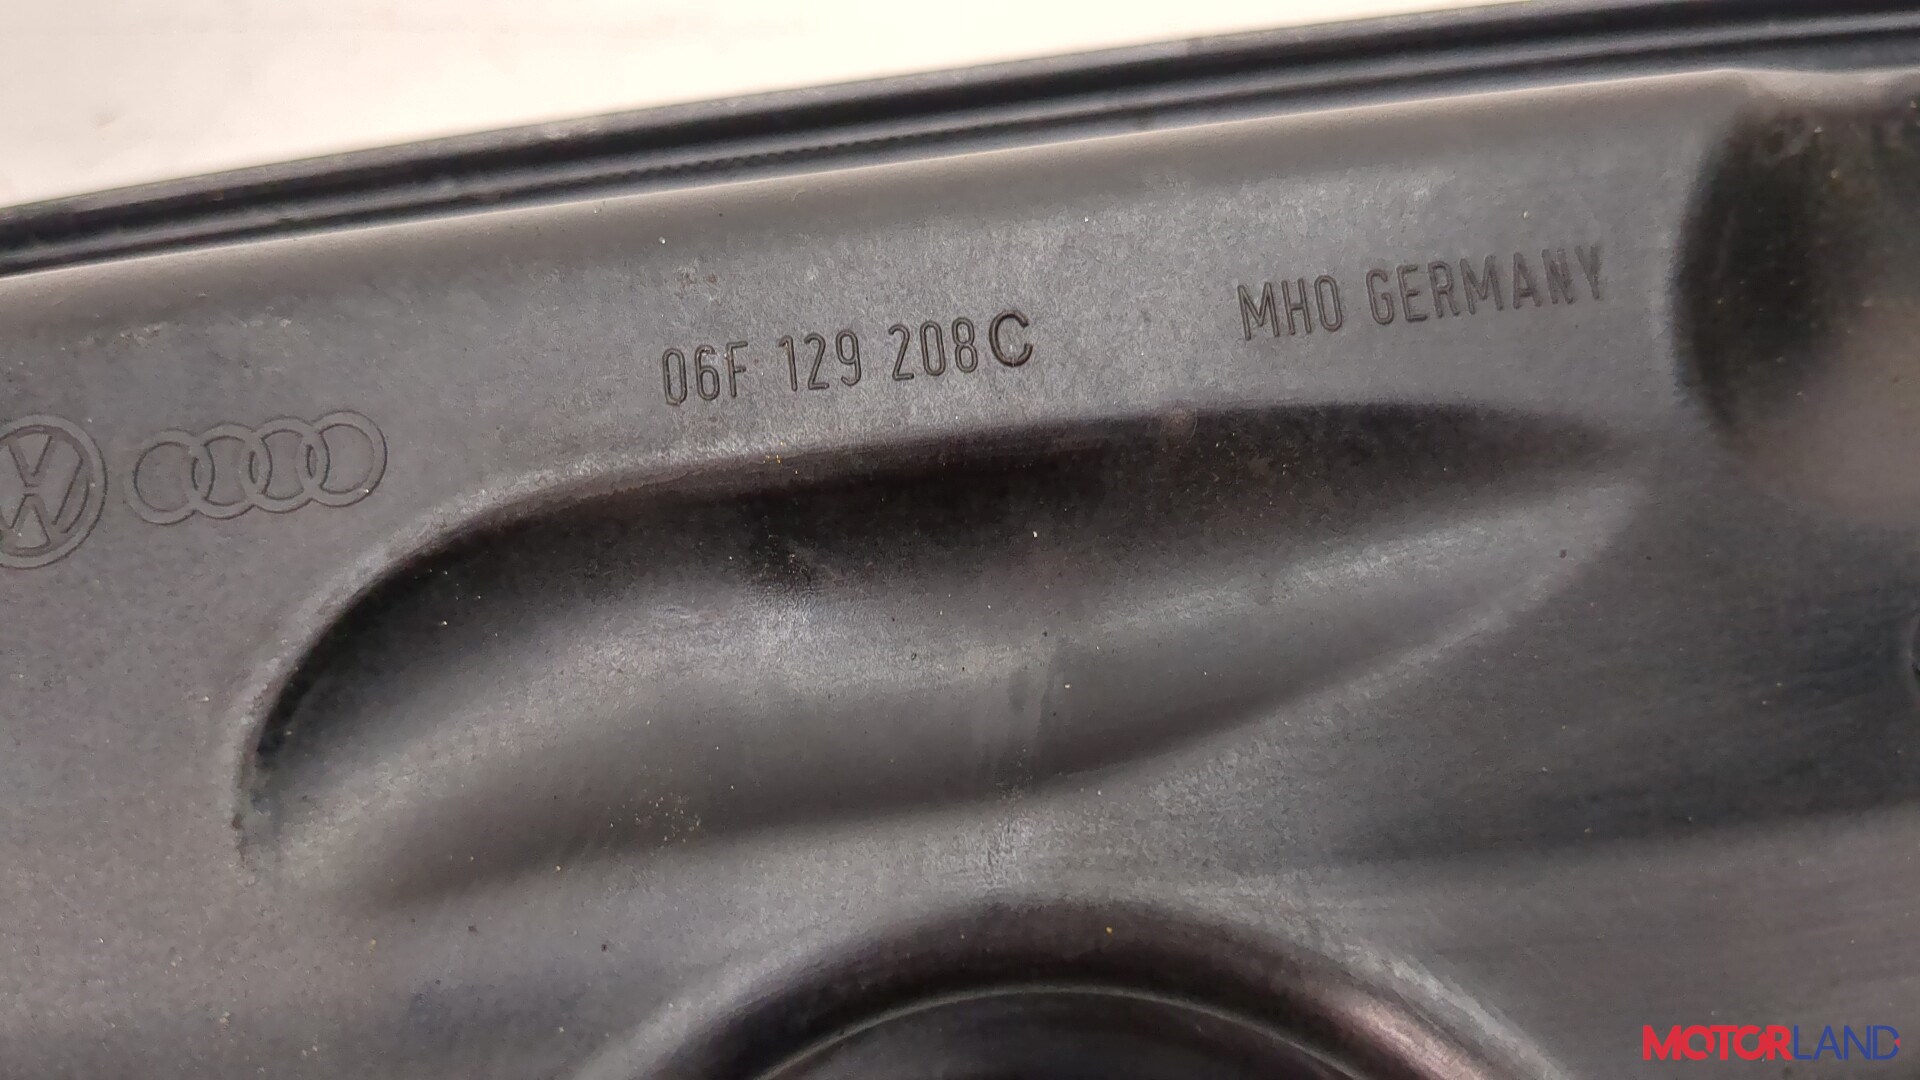 06F 129 208C
MHO GERMANY
MOTORLAND